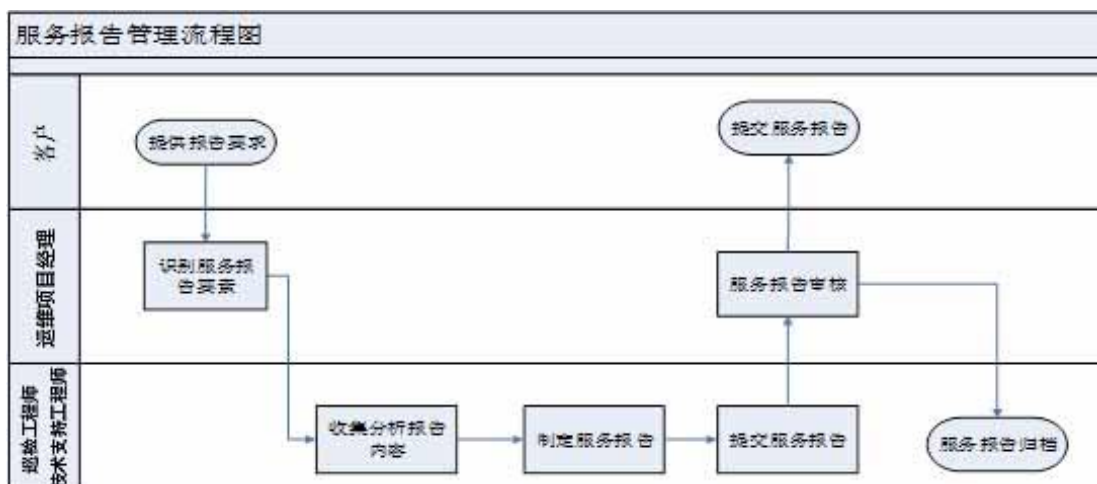 服务报告管理流程图
客户
提供报告要求
提交服务报告
运维项目经理
识别服务报
告要素
服务报告审核
巡检工程师
技术支持工程师
收集分析报告
内容
制定服务报告
提交服务报告
服务报告归档